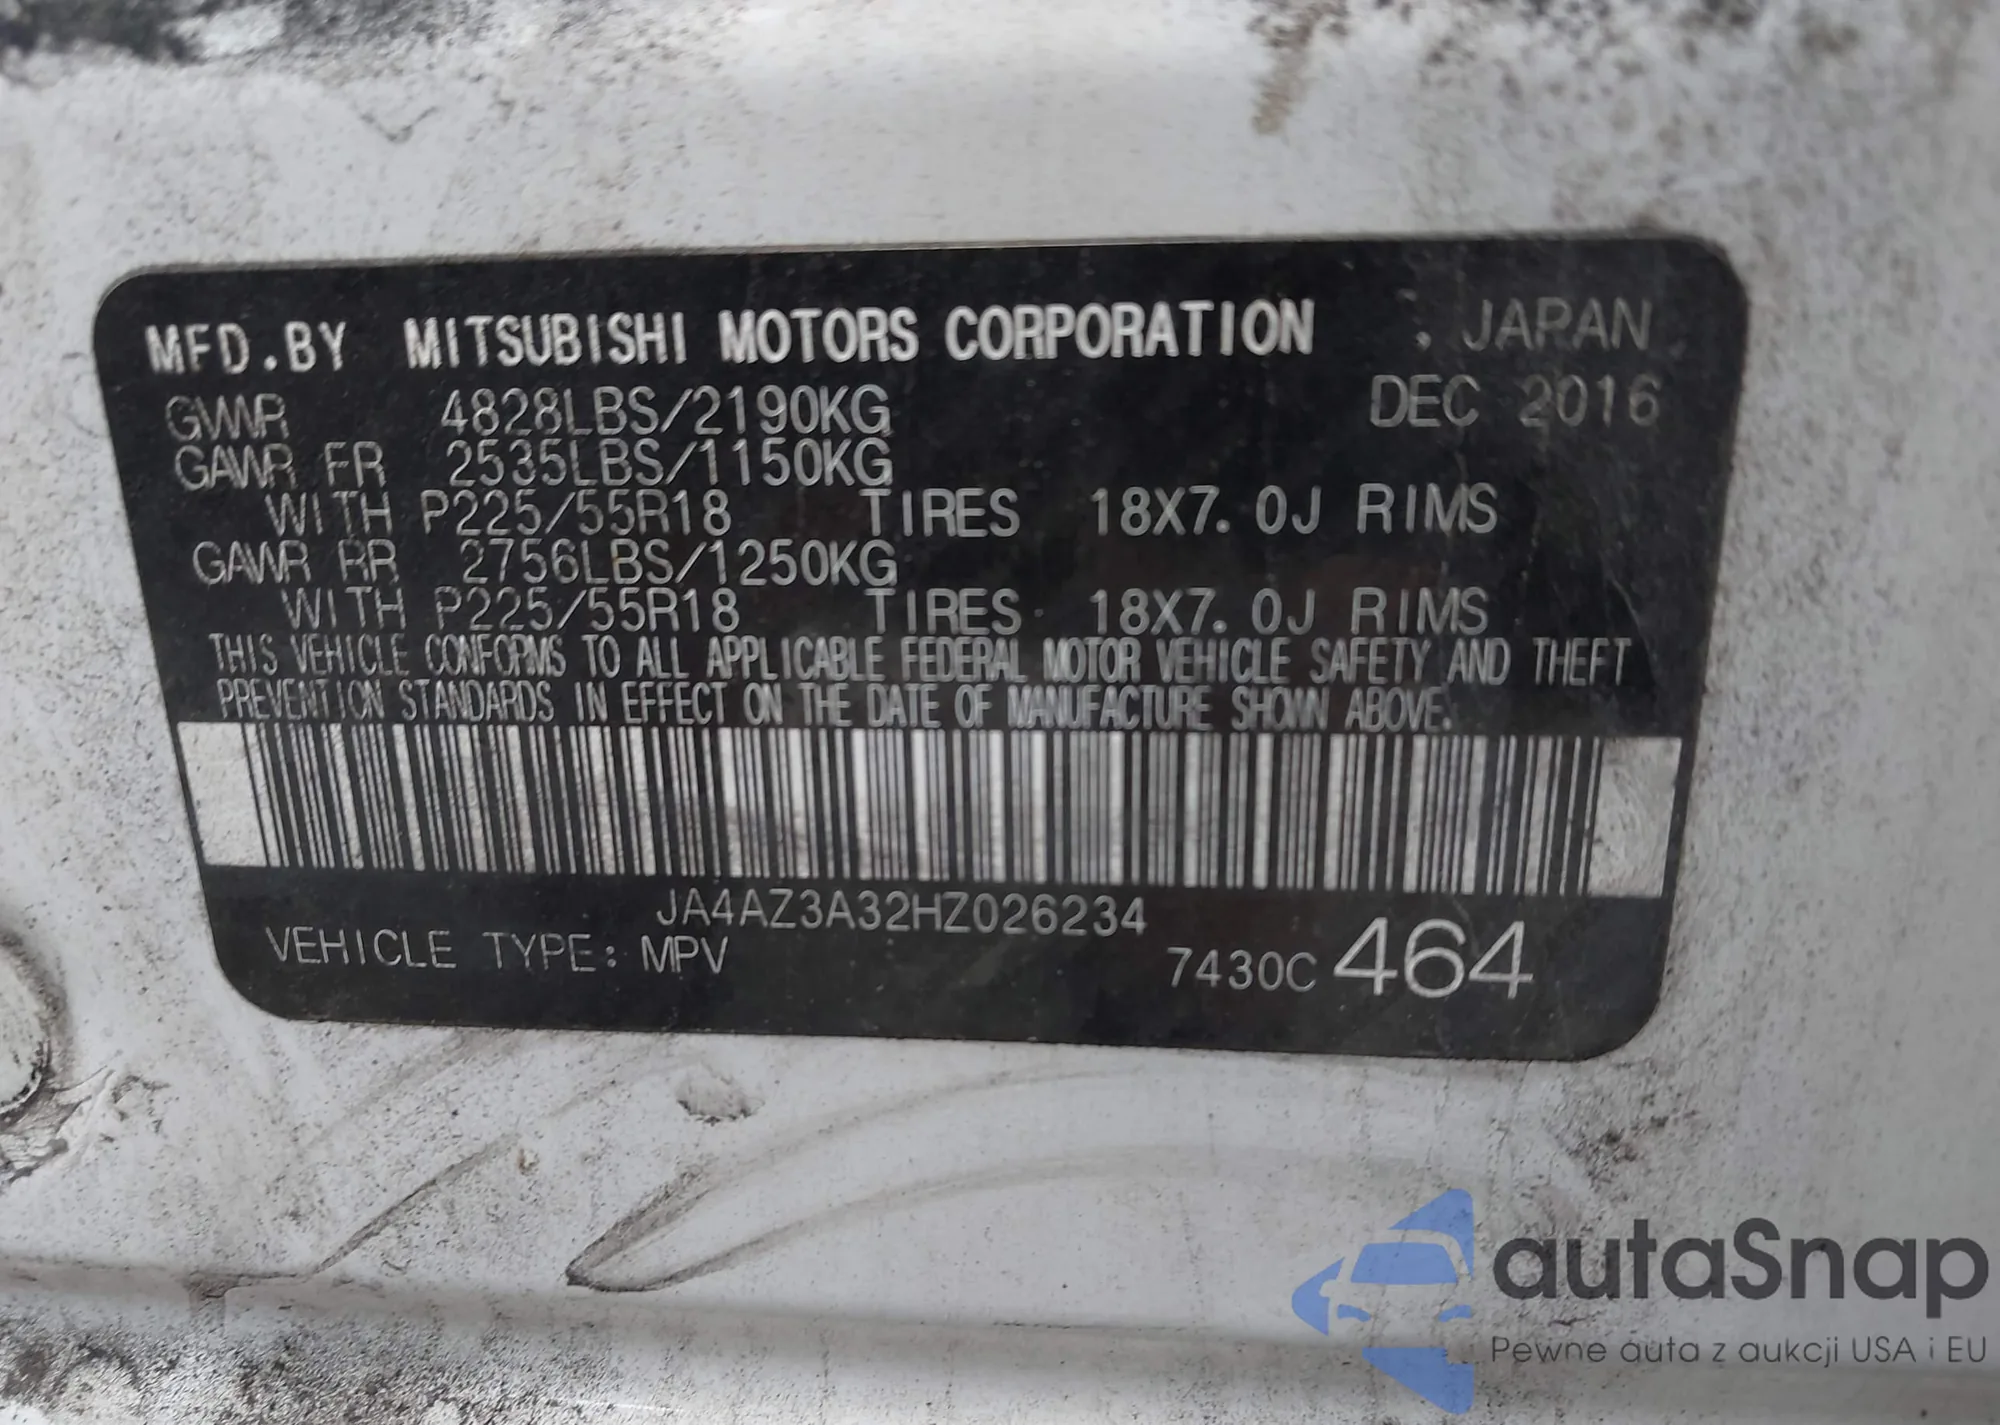 MFD.BY MITSUBISHI MOTORS CORPORATION, JAPAN
GVWR 4828LBS/2190KG DEC 2016
GAWR FR 2535LBS/1150KG
WITH P225/55R18 TIRES 18X7.0J RIMS
GAWR RR 2756LBS/1250KG
WITH P225/55R18 TIRES 18X7.0J RIMS
THIS VEHICLE CONFORMS TO ALL APPLICABLE FEDERAL MOTOR VEHICLE SAFETY AND THEFT
PREVENTION STANDARDS IN EFFECT ON THE DATE OF MANUFACTURE SHOWN ABOVE.
JA4AZ3A32HZ026234
VEHICLE TYPE: MPV 7430C 464
autaSnap
Pewne auta z aukcji USA i EU